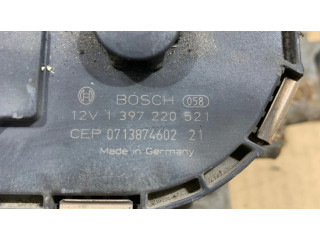 BOSCH 058
12V 1 397 220 521
CEP 0713874602 21
Made in Germany